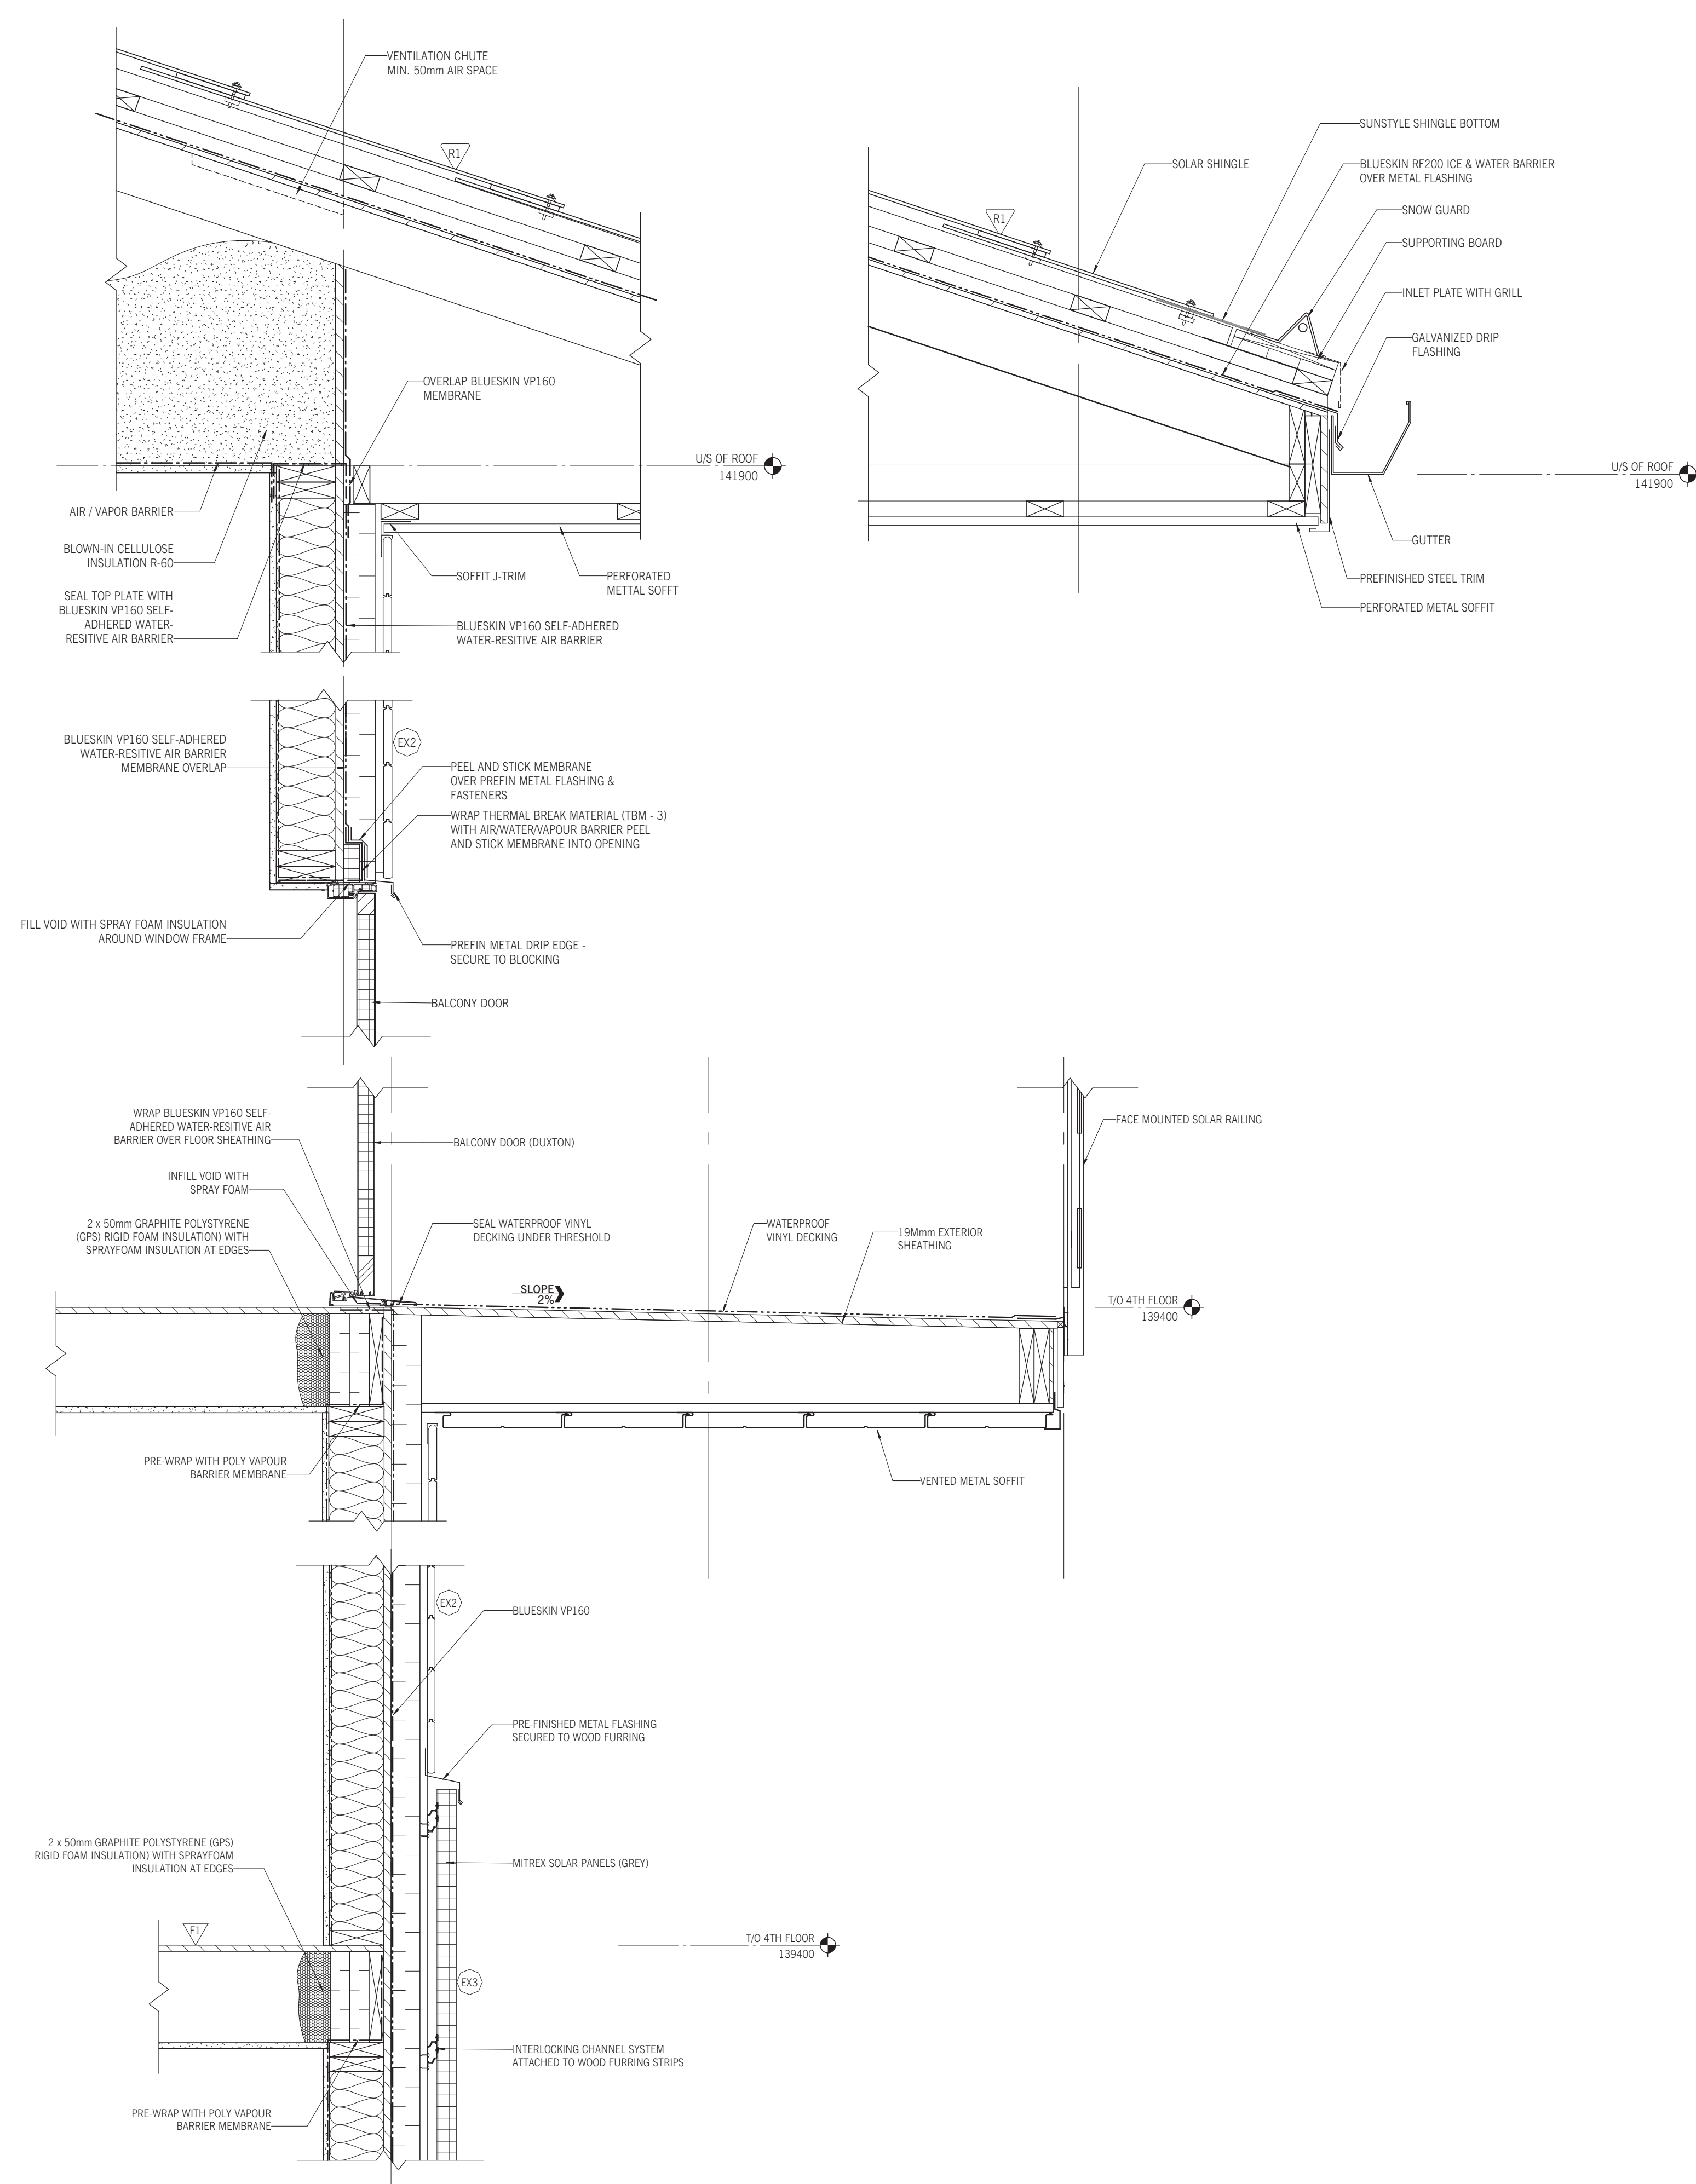 VENTILATION CHUTE
MIN. 50mm AIR SPACE
R1
OVERLAP BLUESKIN VP160
MEMBRANE
U/S OF ROOF
141900
AIR / VAPOR BARRIER
BLOWN-IN CELLULOSE
INSULATION R-60
SEAL TOP PLATE WITH
BLUESKIN VP160 SELF-
ADHERED WATER-
RESITIVE AIR BARRIER
SOFFIT J-TRIM
PERFORATED
METTAL SOFFT
BLUESKIN VP160 SELF-ADHERED
WATER-RESITIVE AIR BARRIER
SUNSTYLE SHINGLE BOTTOM
SOLAR SHINGLE
BLUESKIN RF200 ICE & WATER BARRIER
OVER METAL FLASHING
R1
SNOW GUARD
SUPPORTING BOARD
INLET PLATE WITH GRILL
GALVANIZED DRIP
FLASHING
U/S OF ROOF
141900
GUTTER
PREFINISHED STEEL TRIM
PERFORATED METAL SOFFIT
BLUESKIN VP160 SELF-ADHERED
WATER-RESITIVE AIR BARRIER
MEMBRANE OVERLAP
EX2
PEEL AND STICK MEMBRANE
OVER PREFIN METAL FLASHING &
FASTENERS
WRAP THERMAL BREAK MATERIAL (TBM - 3)
WITH AIR/WATER/VAPOUR BARRIER PEEL
AND STICK MEMBRANE INTO OPENING
FILL VOID WITH SPRAY FOAM INSULATION
AROUND WINDOW FRAME
PREFIN METAL DRIP EDGE -
SECURE TO BLOCKING
BALCONY DOOR
WRAP BLUESKIN VP160 SELF-
ADHERED WATER-RESITIVE AIR
BARRIER OVER FLOOR SHEATHING
BALCONY DOOR (DUXTON)
FACE MOUNTED SOLAR RAILING
INFILL VOID WITH
SPRAY FOAM
2 x 50mm GRAPHITE POLYSTYRENE
(GPS) RIGID FOAM INSULATION) WITH
SPRAYFOAM INSULATION AT EDGES
SEAL WATERPROOF VINYL
DECKING UNDER THRESHOLD
WATERPROOF
VINYL DECKING
19Mmm EXTERIOR
SHEATHING
SLOPE
2%
T/O 4TH FLOOR
139400
PRE-WRAP WITH POLY VAPOUR
BARRIER MEMBRANE
VENTED METAL SOFFIT
EX2
BLUESKIN VP160
PRE-FINISHED METAL FLASHING
SECURED TO WOOD FURRING
2 x 50mm GRAPHITE POLYSTYRENE (GPS)
RIGID FOAM INSULATION) WITH SPRAYFOAM
INSULATION AT EDGES
MITREX SOLAR PANELS (GREY)
F1
T/O 4TH FLOOR
139400
EX3
INTERLOCKING CHANNEL SYSTEM
ATTACHED TO WOOD FURRING STRIPS
PRE-WRAP WITH POLY VAPOUR
BARRIER MEMBRANE